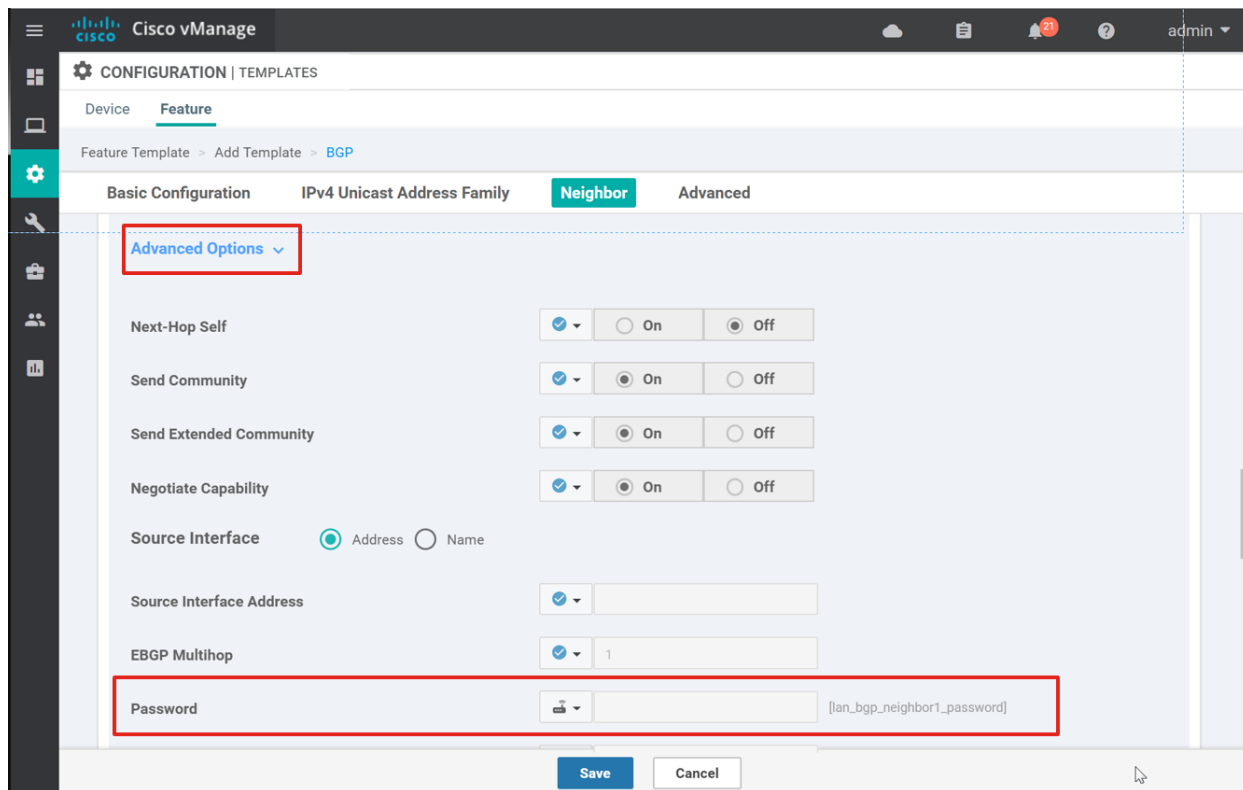 cisco Cisco vManage 21 admin
CONFIGURATION | TEMPLATES
Device Feature
Feature Template > Add Template > BGP
Basic Configuration IPv4 Unicast Address Family Neighbor Advanced
Advanced Options
Next-Hop Self On Off
Send Community On Off
Send Extended Community On Off
Negotiate Capability On Off
Source Interface Address Name
Source Interface Address
EBGP Multihop 1
Password [lan_bgp_neighbor1_password]
Save Cancel